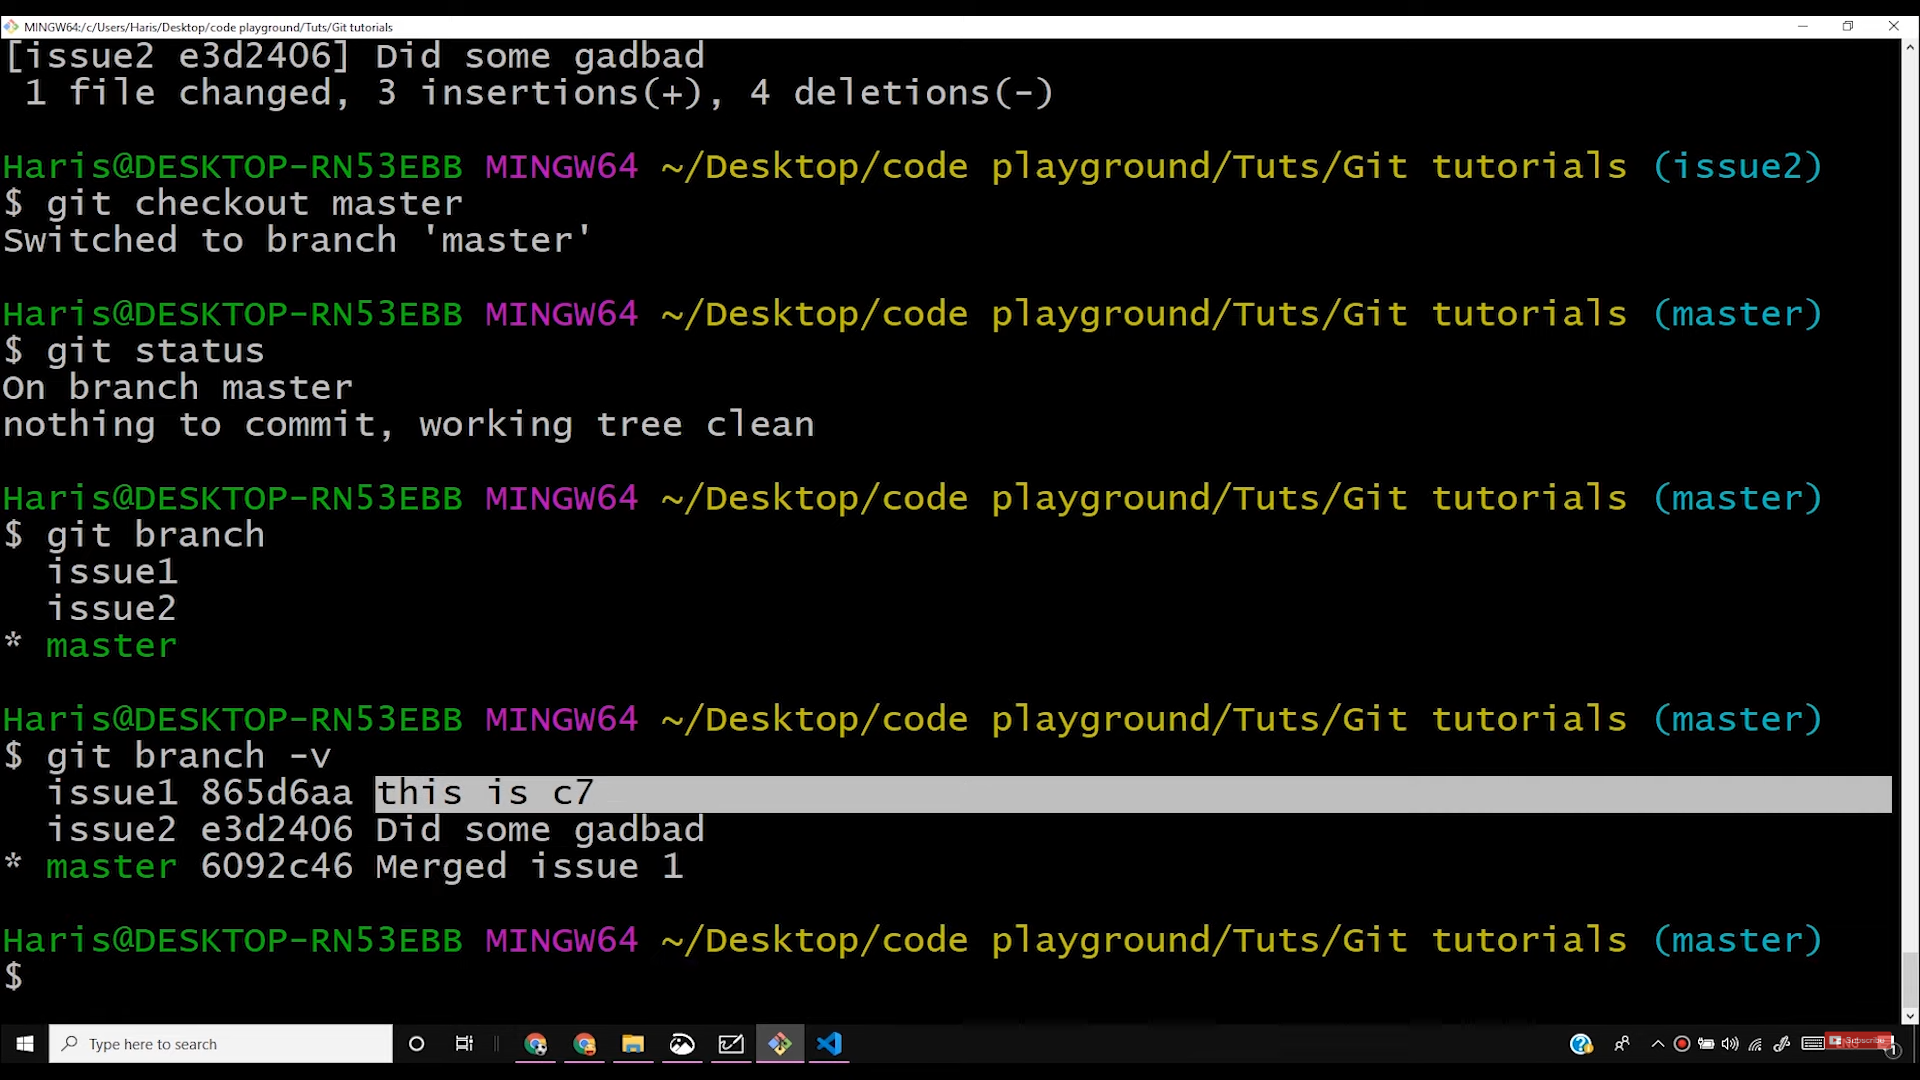 MINGW64:/c/Users/Haris/Desktop/code playground/Tuts/Git tutorials
[issue2 e3d2406] Did some gadbad
1 file changed, 3 insertions(+), 4 deletions(-)
Haris@DESKTOP-RN53EBB MINGW64 ~/Desktop/code playground/Tuts/Git tutorials (issue2)
$ git checkout master
Switched to branch 'master'
Haris@DESKTOP-RN53EBB MINGW64 ~/Desktop/code playground/Tuts/Git tutorials (master)
$ git status
On branch master
nothing to commit, working tree clean
Haris@DESKTOP-RN53EBB MINGW64 ~/Desktop/code playground/Tuts/Git tutorials (master)
$ git branch
issue1
issue2
* master
Haris@DESKTOP-RN53EBB MINGW64 ~/Desktop/code playground/Tuts/Git tutorials (master)
$ git branch -v
issue1 865d6aa this is c7
issue2 e3d2406 Did some gadbad
* master 6092c46 Merged issue 1
Haris@DESKTOP-RN53EBB MINGW64 ~/Desktop/code playground/Tuts/Git tutorials (master)
$
Type here to search
Subscribe
1